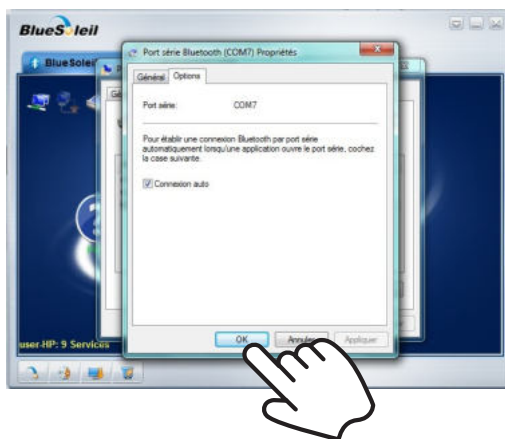 BlueSoleil
BlueSolei
Port série Bluetooth (COM7) Propriétés
Général Options
Port série: COM7
Pour établir une connexion Bluetooth par port série
automatiquement lorsqu'une application ouvre le port série, cochez
la case suivante.
Connexion auto
OK Annuler Appliquer
user-HP: 9 Services